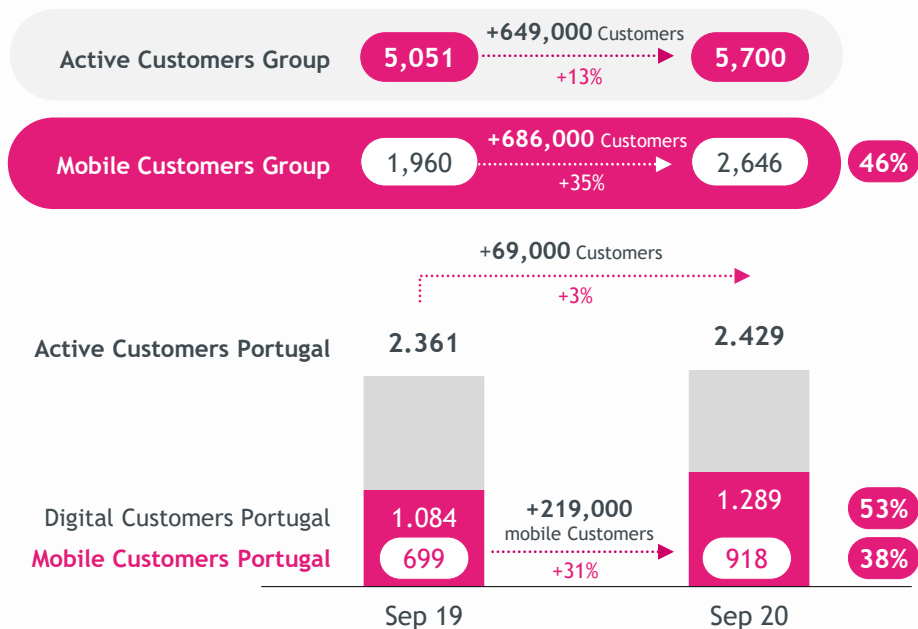 +649,000 Customers
Active Customers Group 5,051 5,700
+13%
+686,000 Customers
Mobile Customers Group 1,960 2,646 46%
+35%
+69,000 Customers
+3%
Active Customers Portugal 2.361 2.429
Digital Customers Portugal 1.084 +219,000 1.289 53%
mobile Customers
Mobile Customers Portugal 699 918 38%
+31%
Sep 19 Sep 20